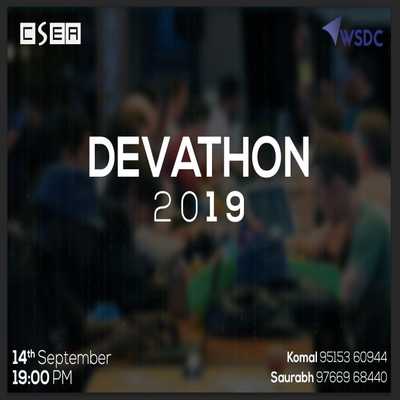 CSEA
WSDC
DEVATHON
2019
14th September
19:00 PM
Komal 95153 60944
Saurabh 97669 68440